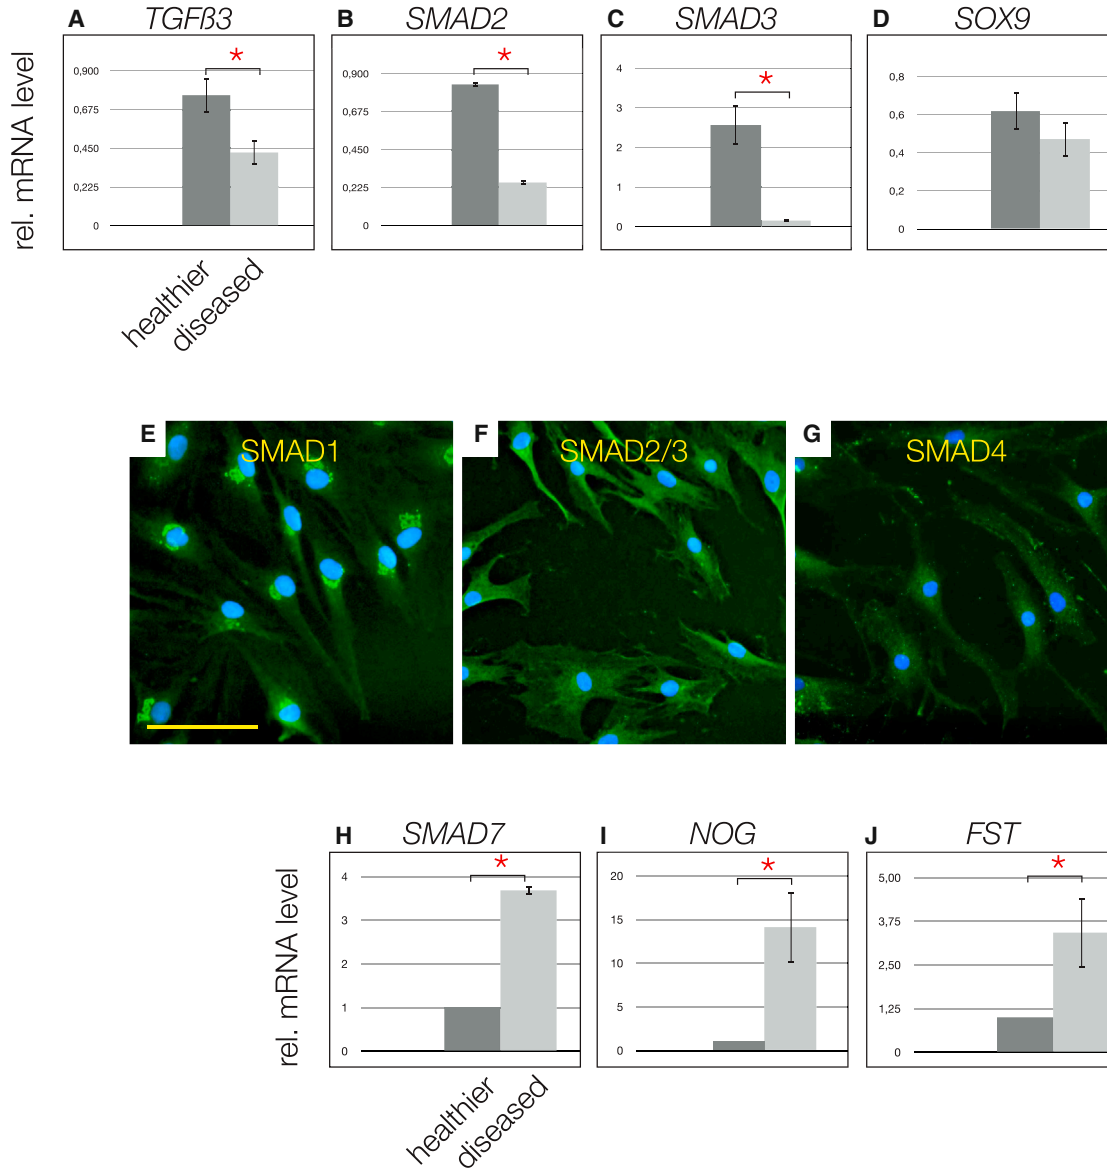 A TGFß3
B SMAD2
C SMAD3
D SOX9
rel. mRNA level
0,900
0,675
0,450
0,225
0
*
0,900
0,675
0,450
0,225
0
*
4
3
2
1
0
*
0,8
0,6
0,4
0,2
0
healthier
diseased
E SMAD1
F SMAD2/3
G SMAD4
H SMAD7
I NOG
J FST
rel. mRNA level
4
3
2
1
0
*
20
15
10
5
0
*
5,00
3,75
2,50
1,25
0
*
healthier
diseased